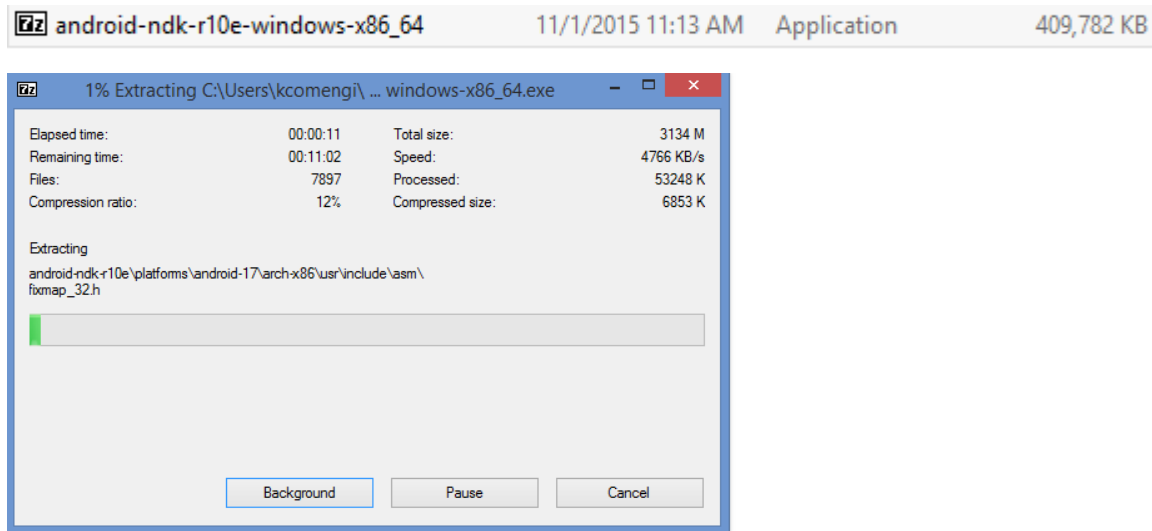 7z android-ndk-r10e-windows-x86_64 11/1/2015 11:13 AM Application 409,782 KB
7z 1% Extracting C:\Users\kcomengi\ ... windows-x86_64.exe
Elapsed time: 00:00:11 Total size: 3134 M
Remaining time: 00:11:02 Speed: 4766 KB/s
Files: 7897 Processed: 53248 K
Compression ratio: 12% Compressed size: 6853 K
Extracting
android-ndk-r10e\platforms\android-17\arch-x86\usr\include\asm\
fixmap_32.h
Background Pause Cancel